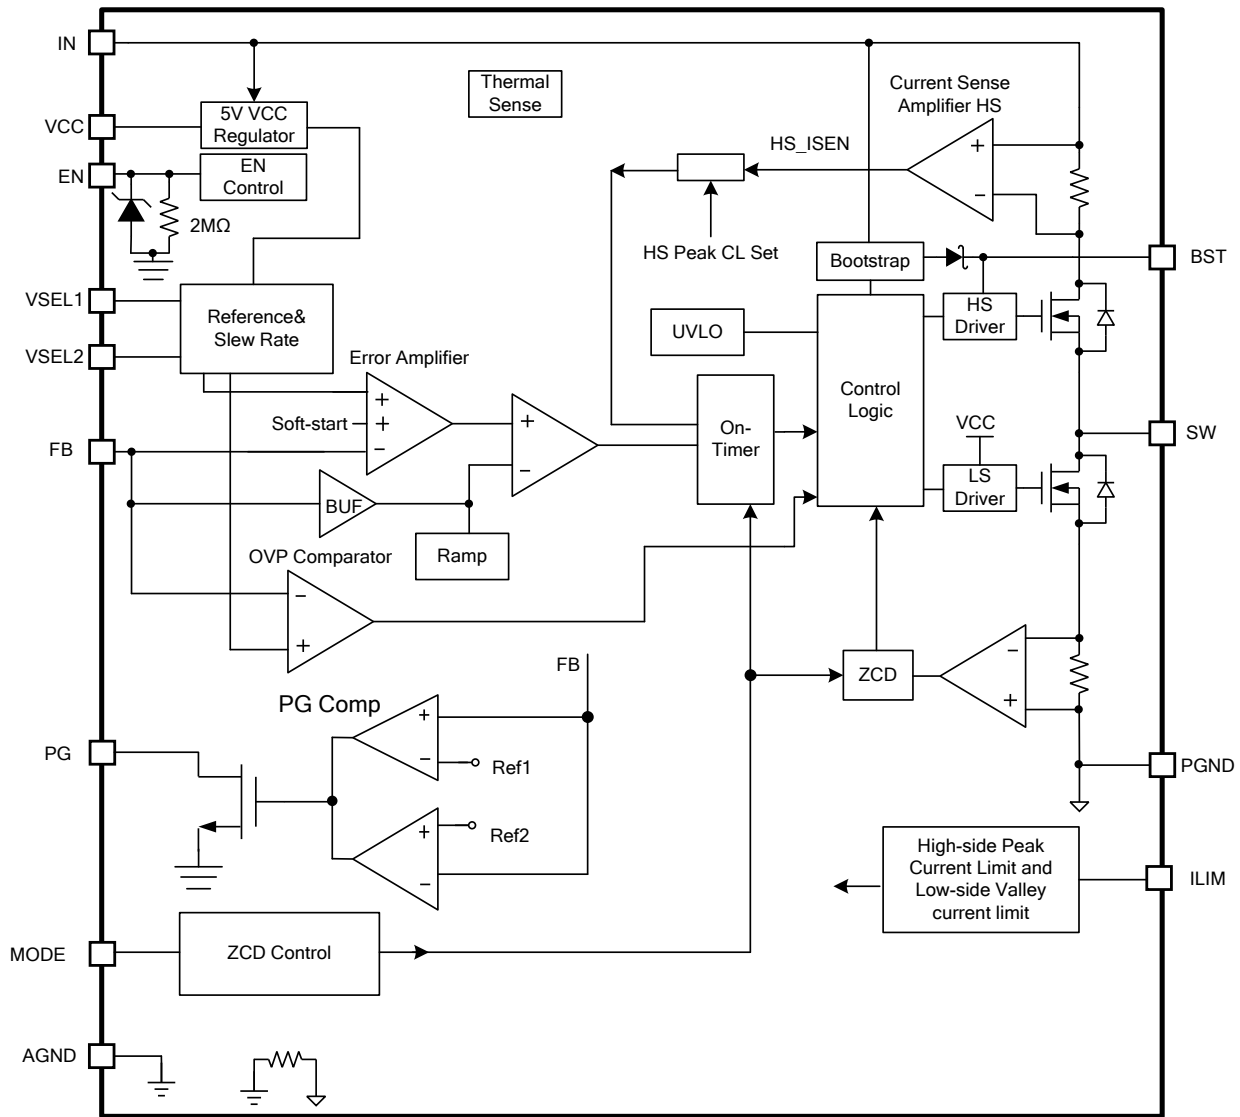 IN
Thermal
Sense
Current Sense
Amplifier HS
5V VCC
Regulator
VCC
HS_ISEN
+
−
EN
EN
Control
2MΩ
HS Peak CL Set
Bootstrap
BST
VSEL1
Reference&
Slew Rate
HS
Driver
UVLO
VSEL2
Error Amplifier
Control
Logic
+
Soft-start
+
−
+
−
On-
Timer
VCC
SW
FB
LS
Driver
BUF
Ramp
OVP Comparator
−
+
FB
ZCD
−
+
PG Comp
+
−
Ref1
PG
PGND
+
−
Ref2
High-side Peak
Current Limit and
Low-side Valley
current limit
ILIM
MODE
ZCD Control
AGND